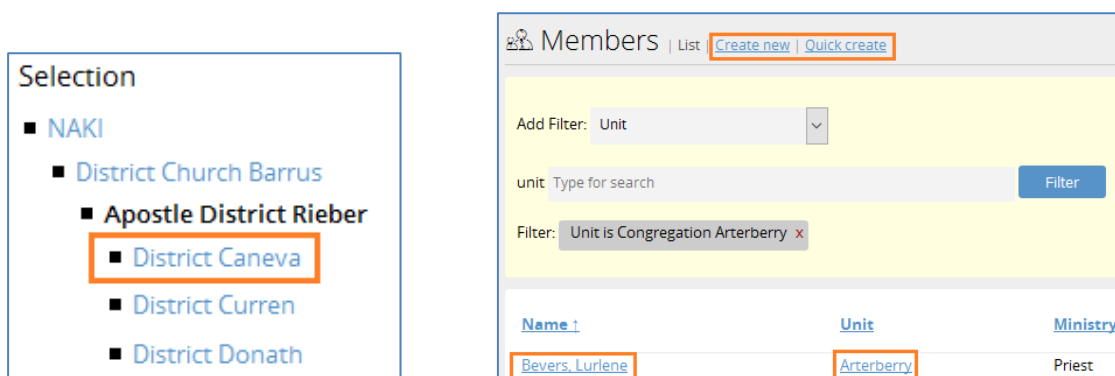 Selection
NAKI
District Church Barrus
Apostle District Rieber
District Caneva
District Curren
District Donath
Members | List | Create new | Quick create
Add Filter: Unit
unit Type for search Filter
Filter: Unit is Congregation Arterberry x
Name ↑ Unit Ministry
Bevers, Lurlene Arterberry Priest